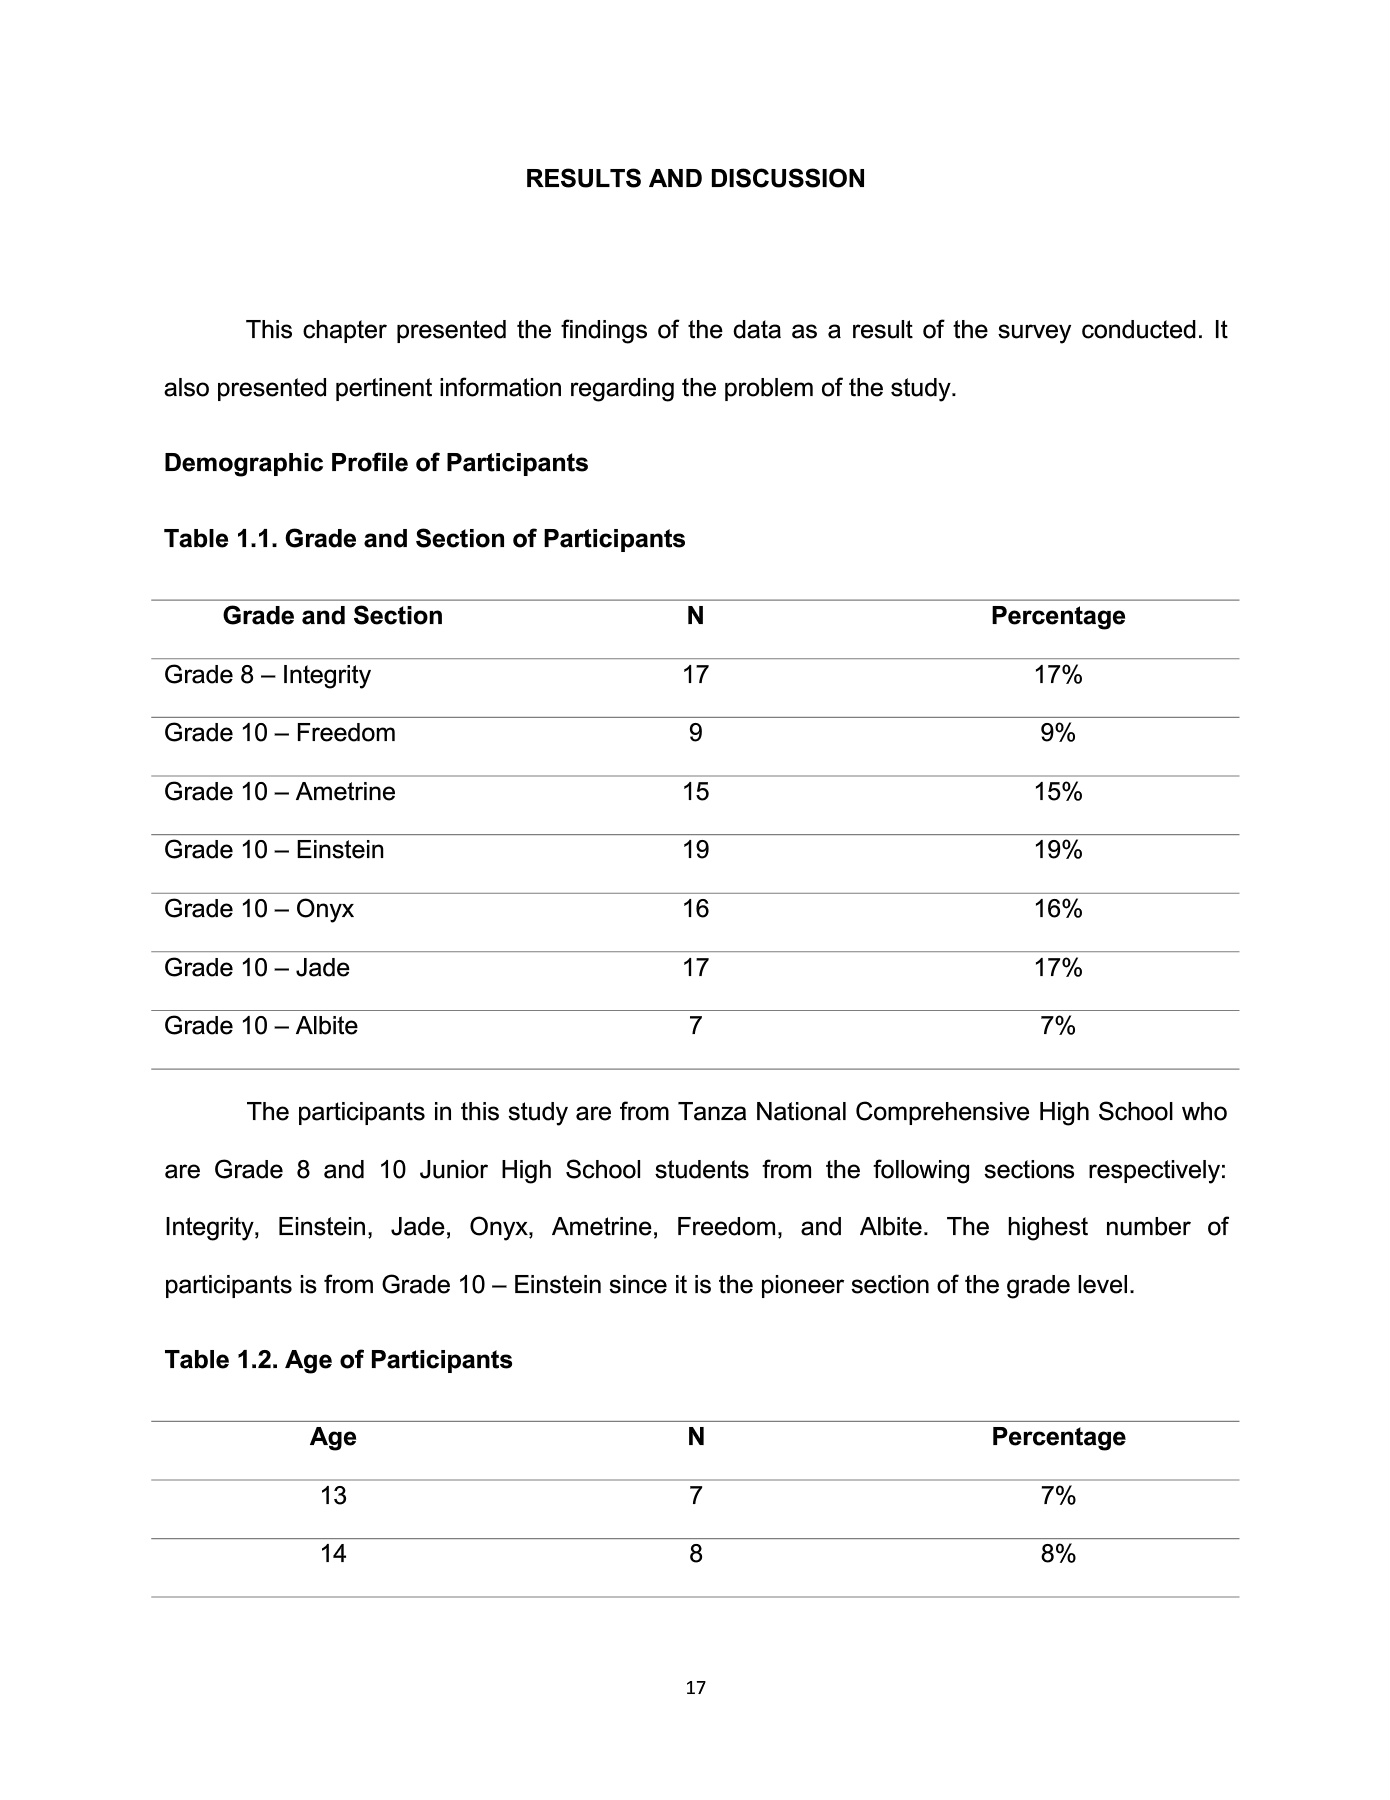 RESULTS AND DISCUSSION
This chapter presented the findings of the data as a result of the survey conducted. It
also presented pertinent information regarding the problem of the study.
Demographic Profile of Participants
Table 1.1. Grade and Section of Participants
Grade and Section N Percentage
Grade 8 – Integrity 17 17%
Grade 10 – Freedom 9 9%
Grade 10 – Ametrine 15 15%
Grade 10 – Einstein 19 19%
Grade 10 – Onyx 16 16%
Grade 10 – Jade 17 17%
Grade 10 – Albite 7 7%
The participants in this study are from Tanza National Comprehensive High School who
are Grade 8 and 10 Junior High School students from the following sections respectively:
Integrity, Einstein, Jade, Onyx, Ametrine, Freedom, and Albite. The highest number of
participants is from Grade 10 – Einstein since it is the pioneer section of the grade level.
Table 1.2. Age of Participants
Age N Percentage
13 7 7%
14 8 8%
17